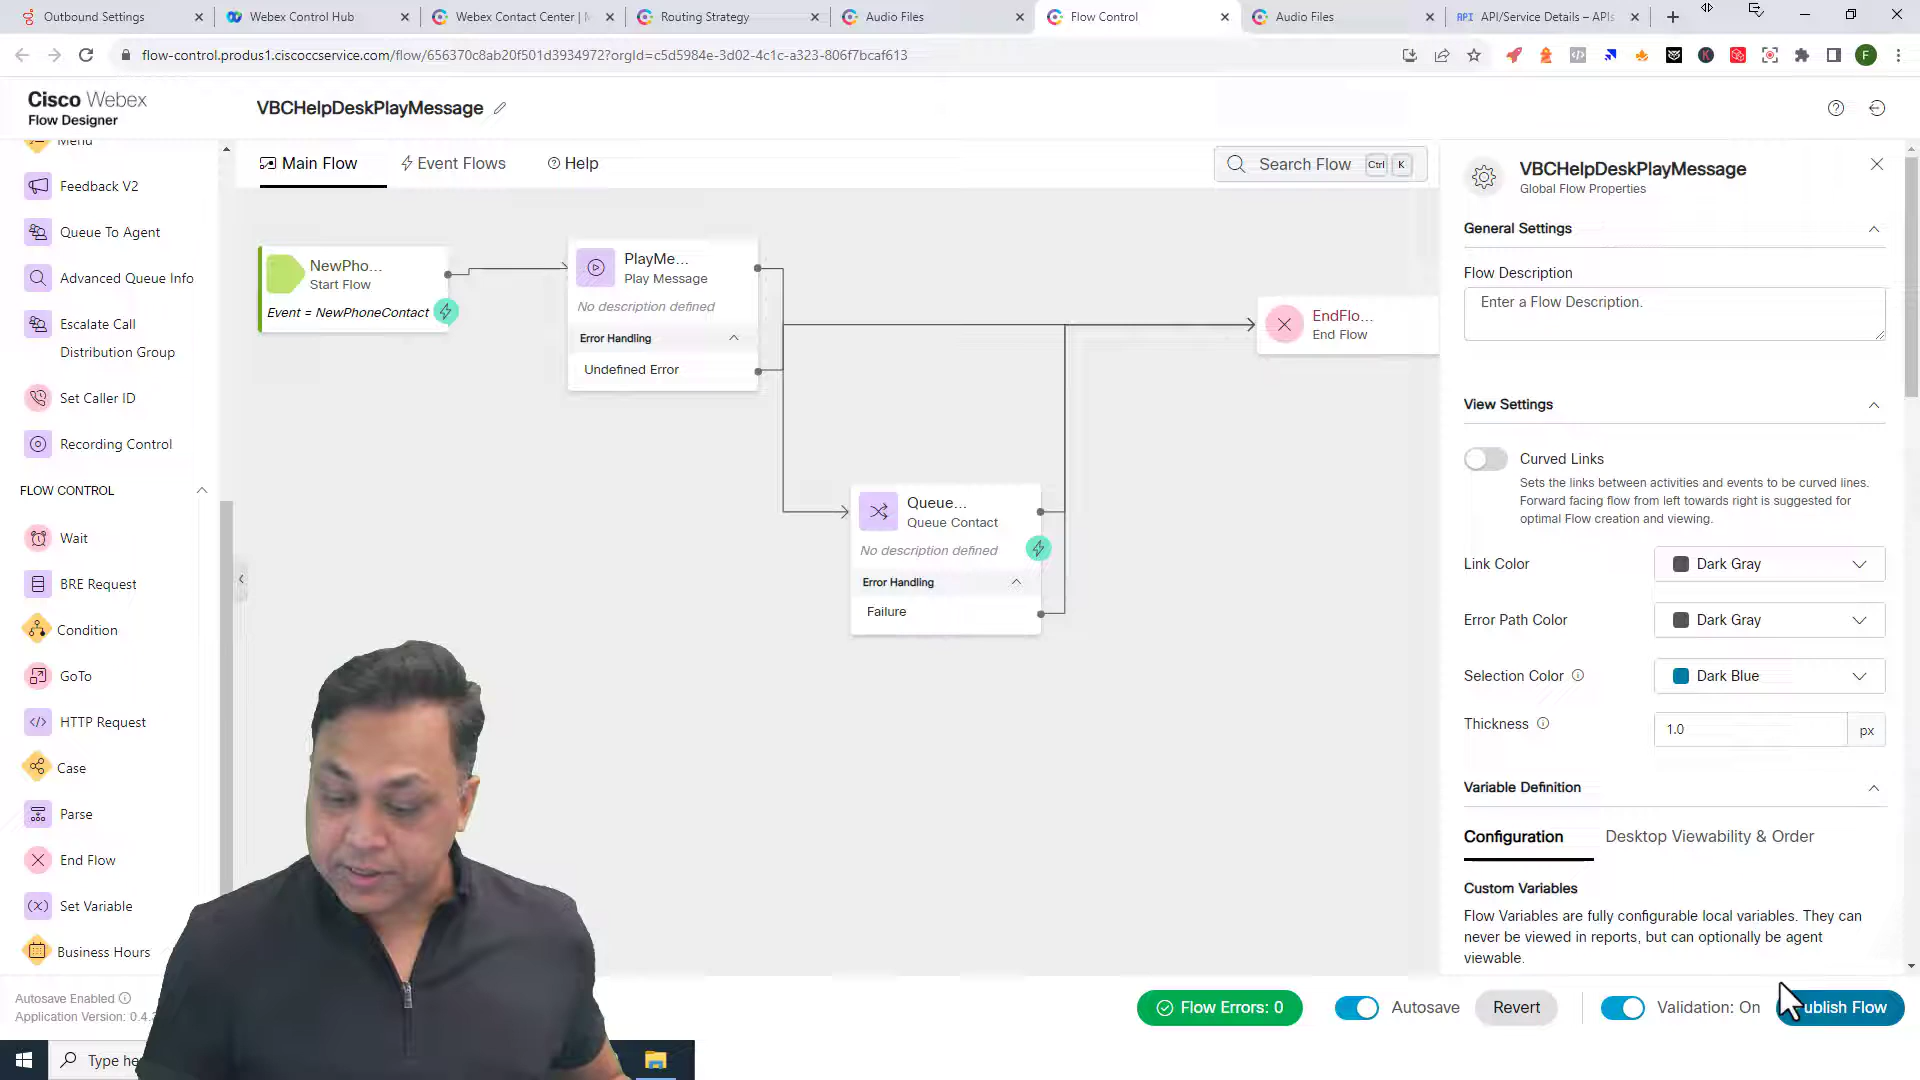 Outbound Settings
Webex Control Hub
Webex Contact Center | M
Routing Strategy
Audio Files
Flow Control
Audio Files
API API/Service Details – APIs
flow-control.produs1.ciscoccservice.com/flow/656370c8ab20f501d3934972?orgId=c5d5984e-3d02-4c1c-a323-806f7bcaf613
F
Cisco Webex
Flow Designer
VBCHelpDeskPlayMessage
Main Flow
Event Flows
Help
Search Flow Ctrl K
Menu
Feedback V2
Queue To Agent
Advanced Queue Info
Escalate Call
Distribution Group
Set Caller ID
Recording Control
FLOW CONTROL
Wait
BRE Request
Condition
GoTo
HTTP Request
Case
Parse
End Flow
Set Variable
Business Hours
NewPho...
Start Flow
Event = NewPhoneContact
PlayMe...
Play Message
No description defined
Error Handling
Undefined Error
Queue...
Queue Contact
No description defined
Error Handling
Failure
EndFlo...
End Flow
VBCHelpDeskPlayMessage
Global Flow Properties
General Settings
Flow Description
Enter a Flow Description.
View Settings
Curved Links
Sets the links between activities and events to be curved lines.
Forward facing flow from left towards right is suggested for
optimal Flow creation and viewing.
Link Color
Dark Gray
Error Path Color
Dark Gray
Selection Color
Dark Blue
Thickness
1.0 px
Variable Definition
Configuration
Desktop Viewability & Order
Custom Variables
Flow Variables are fully configurable local variables. They can
never be viewed in reports, but can optionally be agent
viewable.
Autosave Enabled
Application Version: 0.4.
Flow Errors: 0
Autosave
Revert
Validation: On
ublish Flow
Type he